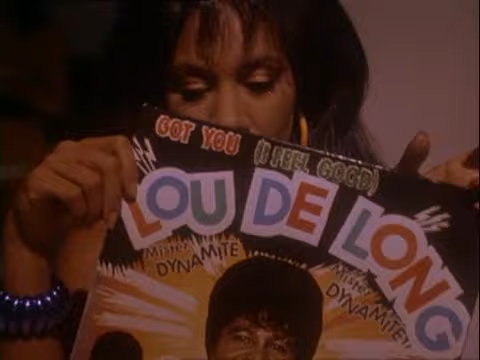 GOT YOU (I FEEL GOOD)
LOU DE LONG
Mister DYNAMITE
Mister DYNAMITE!!